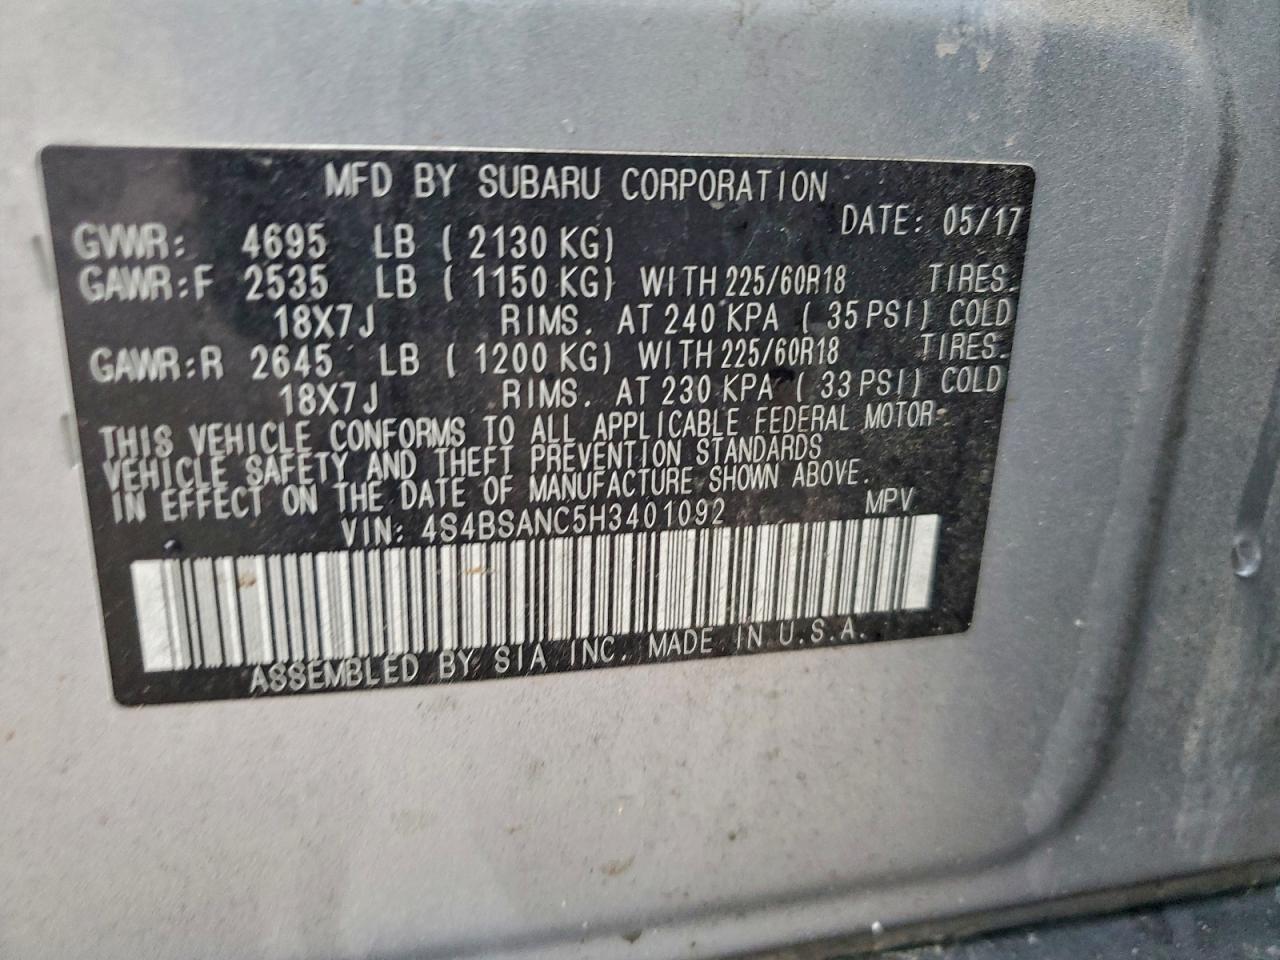 MFD BY SUBARU CORPORATION
DATE: 05/17
GVWR: 4695 LB ( 2130 KG)
GAWR:F 2535 LB ( 1150 KG) WITH 225/60R18 TIRES.
18X7J RIMS. AT 240 KPA ( 35 PSI) COLD
GAWR:R 2645 LB ( 1200 KG) WITH 225/60R18 TIRES.
18X7J RIMS. AT 230 KPA ( 33 PSI) COLD
THIS VEHICLE CONFORMS TO ALL APPLICABLE FEDERAL MOTOR-
VEHICLE SAFETY AND THEFT PREVENTION STANDARDS
IN EFFECT ON THE DATE OF MANUFACTURE SHOWN ABOVE.
VIN: 4S4BSANC5H3401092 MPV
ASSEMBLED BY SIA INC. MADE IN U.S.A.